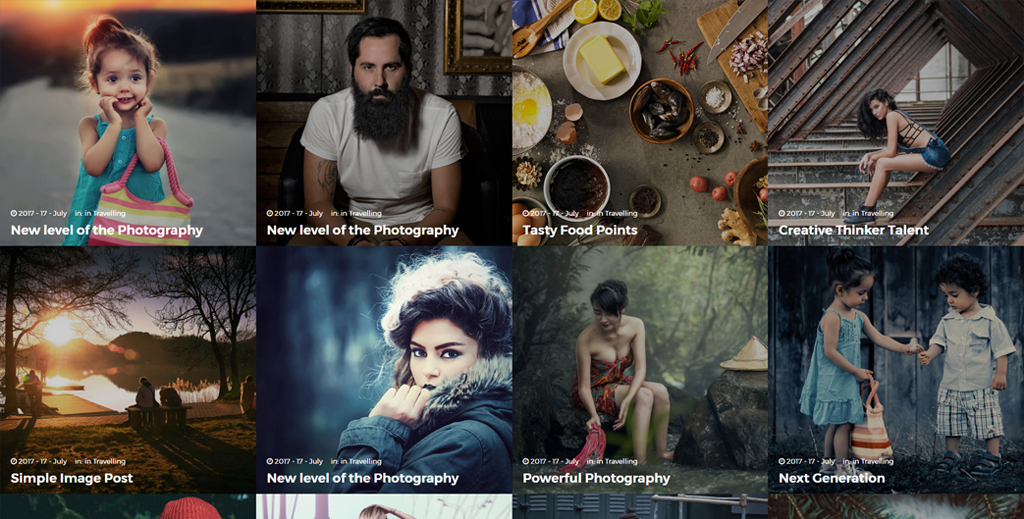 2017 - 17 - July in: in Travelling
New level of the Photography
2017 - 17 - July in: in Travelling
New level of the Photography
2017 - 17 - July in: in Travelling
Tasty Food Points
2017 - 17 - July in: in Travelling
Creative Thinker Talent
2017 - 17 - July in: in Travelling
Simple Image Post
2017 - 17 - July in: in Travelling
New level of the Photography
2017 - 17 - July in: in Travelling
Powerful Photography
2017 - 17 - July in: in Travelling
Next Generation